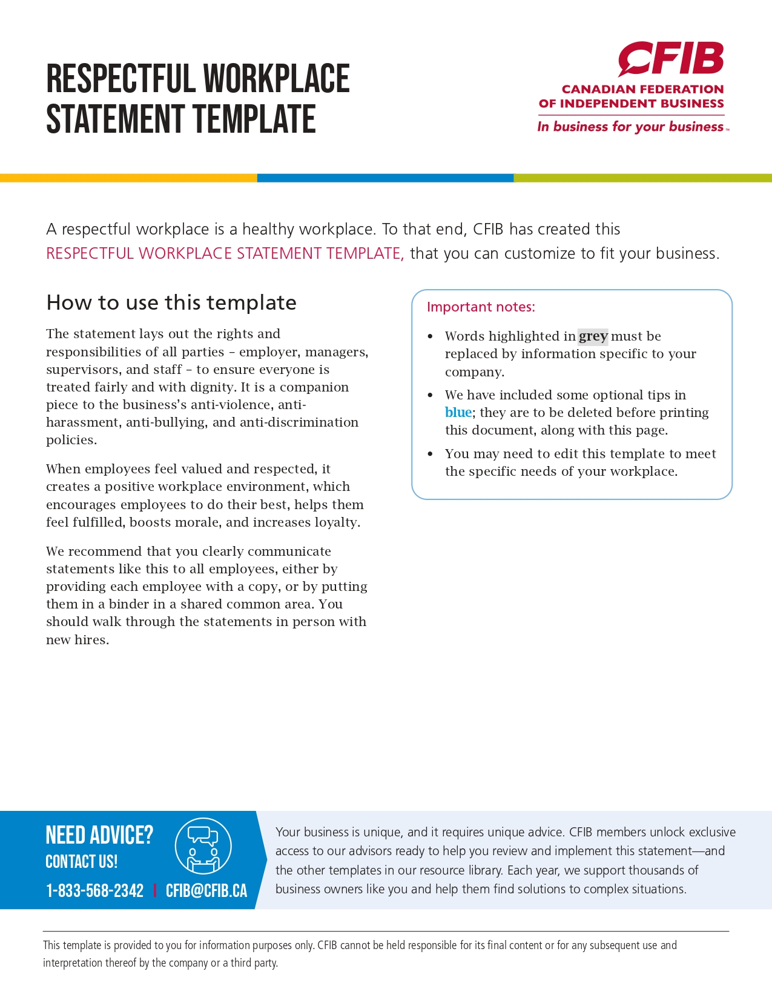 RESPECTFUL WORKPLACE
STATEMENT TEMPLATE
CFIB
CANADIAN FEDERATION
OF INDEPENDENT BUSINESS
In business for your business™
A respectful workplace is a healthy workplace. To that end, CFIB has created this
RESPECTFUL WORKPLACE STATEMENT TEMPLATE, that you can customize to fit your business.
How to use this template
The statement lays out the rights and
responsibilities of all parties – employer, managers,
supervisors, and staff – to ensure everyone is
treated fairly and with dignity. It is a companion
piece to the business’s anti-violence, anti-
harassment, anti-bullying, and anti-discrimination
policies.
When employees feel valued and respected, it
creates a positive workplace environment, which
encourages employees to do their best, helps them
feel fulfilled, boosts morale, and increases loyalty.
We recommend that you clearly communicate
statements like this to all employees, either by
providing each employee with a copy, or by putting
them in a binder in a shared common area. You
should walk through the statements in person with
new hires.
Important notes:
• Words highlighted in grey must be
replaced by information specific to your
company.
• We have included some optional tips in
blue; they are to be deleted before printing
this document, along with this page.
• You may need to edit this template to meet
the specific needs of your workplace.
NEED ADVICE?
CONTACT US!
1-833-568-2342 | CFIB@CFIB.CA
Your business is unique, and it requires unique advice. CFIB members unlock exclusive
access to our advisors ready to help you review and implement this statement—and
the other templates in our resource library. Each year, we support thousands of
business owners like you and help them find solutions to complex situations.
This template is provided to you for information purposes only. CFIB cannot be held responsible for its final content or for any subsequent use and
interpretation thereof by the company or a third party.